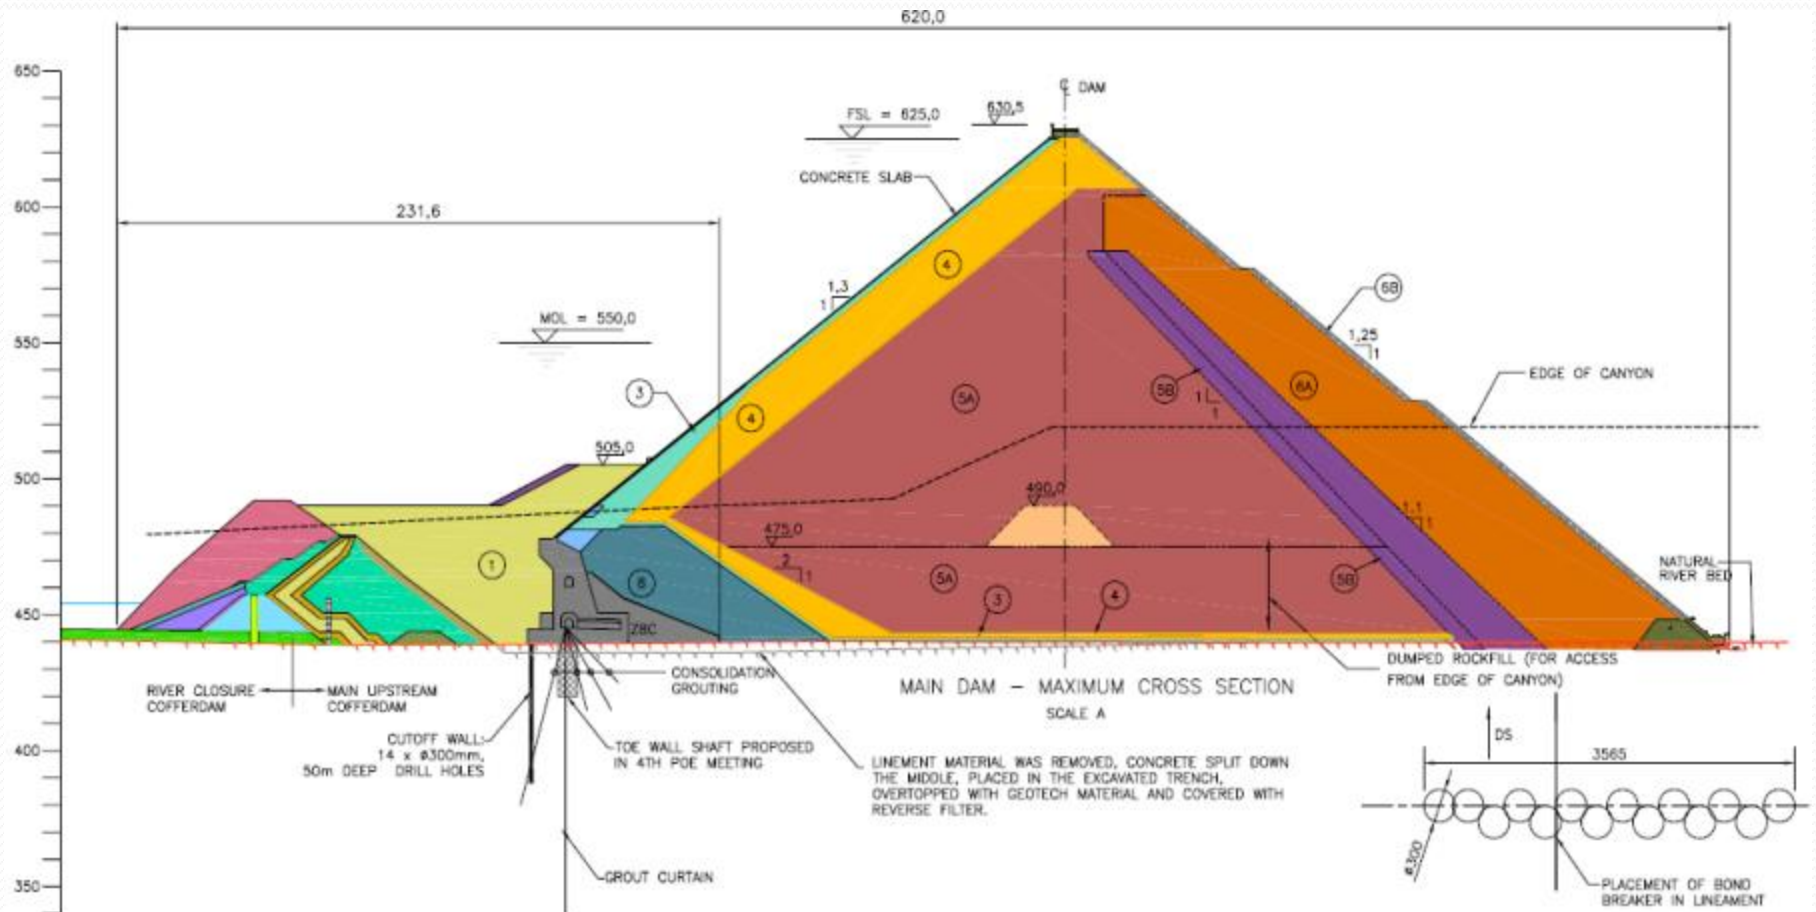 620,0
650
℄ DAM
FSL = 625,0
630,5
CONCRETE SLAB
600
231,6
4
6B
1,3
1
MOL = 550,0
1,25
1
550
EDGE OF CANYON
3
5A
5B
6A
1
1
4
505,0
500
490,0
1,1
1
475,0
NATURAL
RIVER BED
2
1
1
8
5A
5B
3
4
450
28C
DUMPED ROCKFILL (FOR ACCESS
FROM EDGE OF CANYON)
CONSOLIDATION
GROUTING
MAIN DAM – MAXIMUM CROSS SECTION
SCALE A
RIVER CLOSURE
COFFERDAM
MAIN UPSTREAM
COFFERDAM
CUTOFF WALL:
14 x ø300mm,
50m DEEP DRILL HOLES
TOE WALL SHAFT PROPOSED
IN 4TH POE MEETING
LINEMENT MATERIAL WAS REMOVED, CONCRETE SPLIT DOWN
THE MIDDLE, PLACED IN THE EXCAVATED TRENCH,
OVERTOPPED WITH GEOTECH MATERIAL AND COVERED WITH
REVERSE FILTER.
DS
3565
400
ø300
GROUT CURTAIN
350
PLACEMENT OF BOND
BREAKER IN LINEAMENT